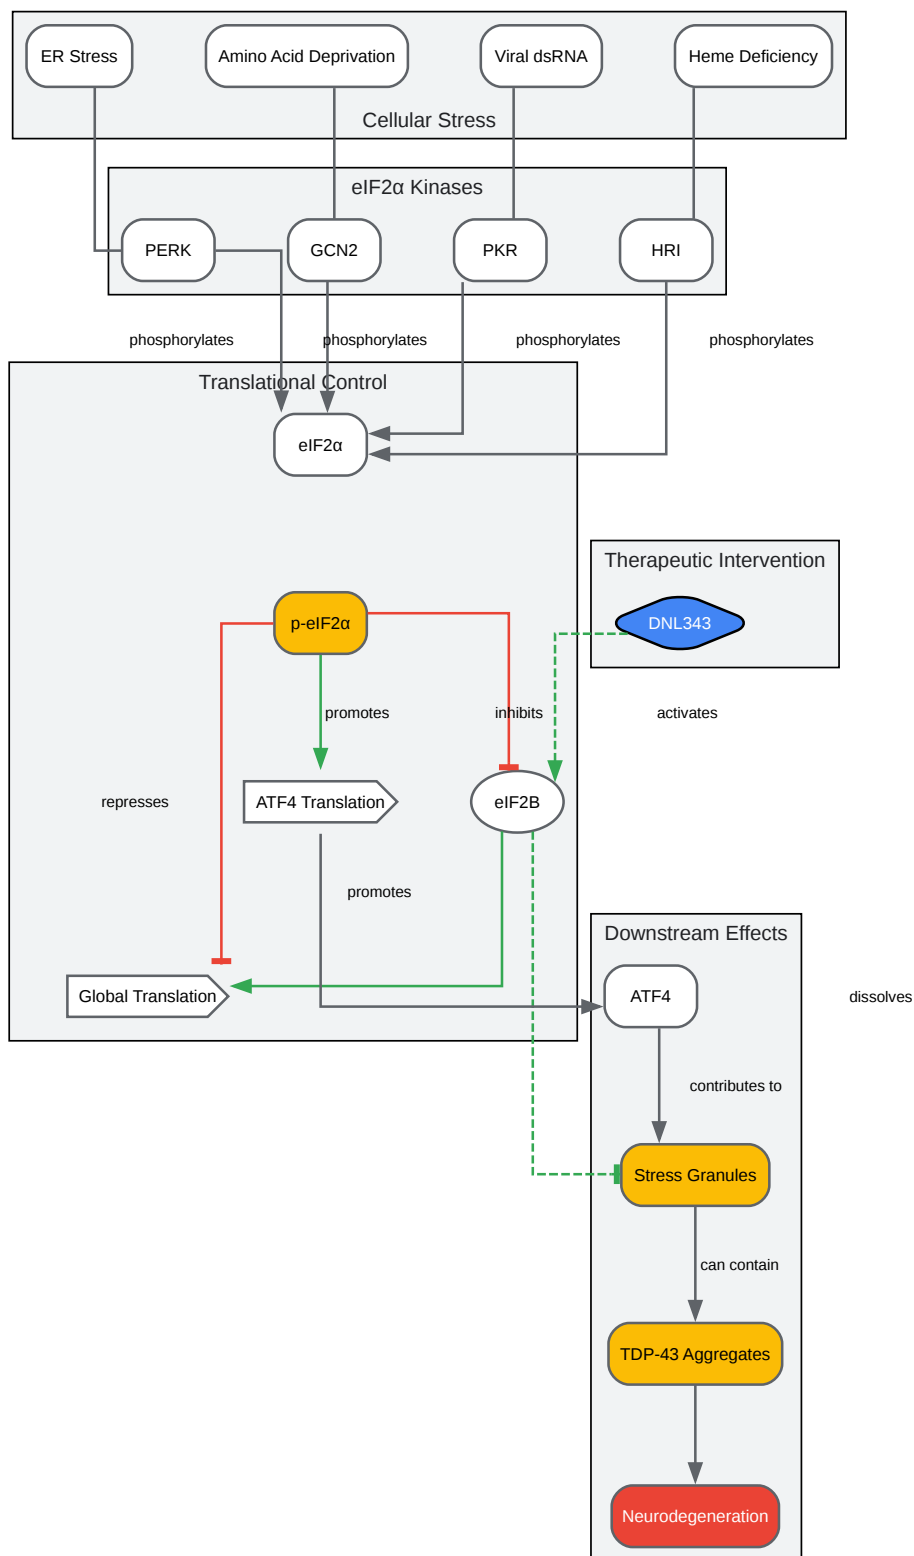 ER Stress
Amino Acid Deprivation
Viral dsRNA
Heme Deficiency
Cellular Stress
eIF2α Kinases
PERK
GCN2
PKR
HRI
phosphorylates
phosphorylates
phosphorylates
phosphorylates
Translational Control
eIF2α
Therapeutic Intervention
p-eIF2α
DNL343
promotes
inhibits
activates
represses
ATF4 Translation
eIF2B
promotes
Downstream Effects
Global Translation
ATF4
dissolves
contributes to
Stress Granules
can contain
TDP-43 Aggregates
Neurodegeneration